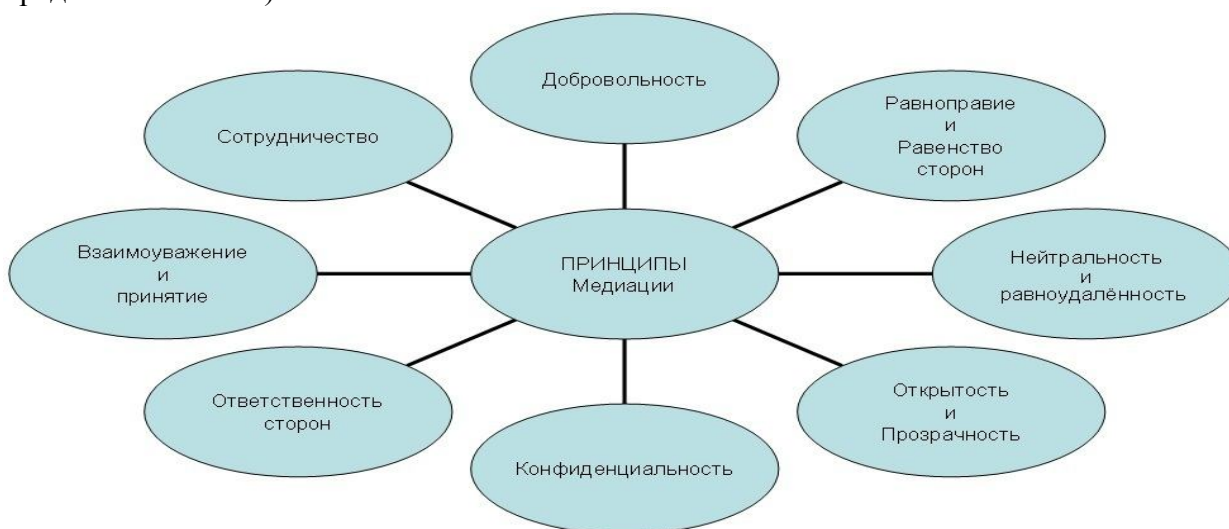 Добровольность
Сотрудничество
Равноправие
и
Равенство
сторон
Взаимоуважение
и
принятие
ПРИНЦИПЫ
Медиации
Нейтральность
и
равноудалённость
Ответственность
сторон
Открытость
и
Прозрачность
Конфиденциальность